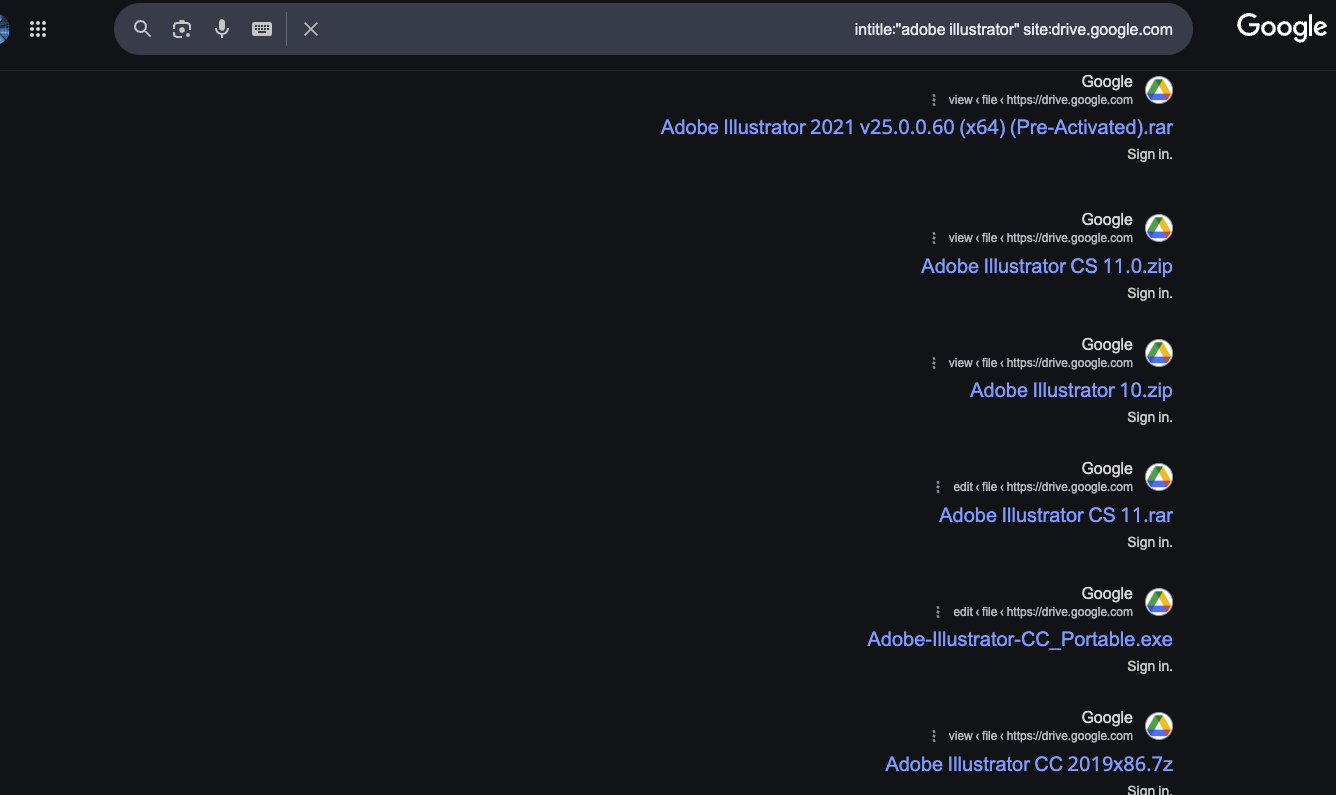 intitle:"adobe illustrator" site:drive.google.com
Google
Google
view ‹ file ‹ https://drive.google.com
Adobe Illustrator 2021 v25.0.0.60 (x64) (Pre-Activated).rar
Sign in.
Google
view ‹ file ‹ https://drive.google.com
Adobe Illustrator CS 11.0.zip
Sign in.
Google
view ‹ file ‹ https://drive.google.com
Adobe Illustrator 10.zip
Sign in.
Google
edit ‹ file ‹ https://drive.google.com
Adobe Illustrator CS 11.rar
Sign in.
Google
edit ‹ file ‹ https://drive.google.com
Adobe-Illustrator-CC_Portable.exe
Sign in.
Google
view ‹ file ‹ https://drive.google.com
Adobe Illustrator CC 2019x86.7z
Sign in.